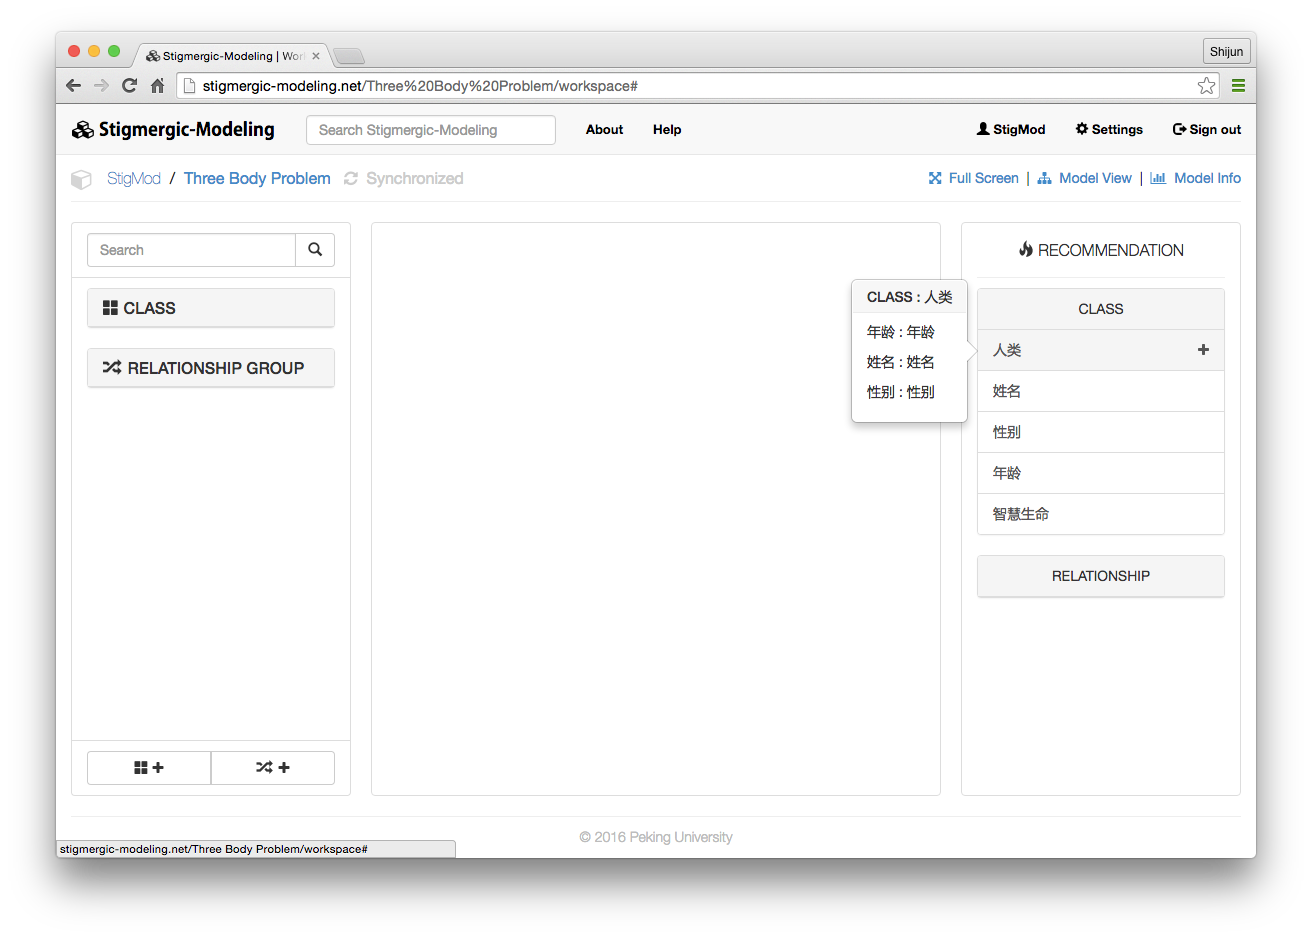 Stigmergic-Modeling | Wor
Shijun
stigmergic-modeling.net/Three%20Body%20Problem/workspace#
Stigmergic-Modeling
Search Stigmergic-Modeling
About
Help
StigMod
Settings
Sign out
StigMod / Three Body Problem
Synchronized
Full Screen | Model View | Model Info
Search
CLASS
RELATIONSHIP GROUP
CLASS : 人类
年龄 : 年龄
姓名 : 姓名
性别 : 性别
RECOMMENDATION
CLASS
人类
姓名
性别
年龄
智慧生命
RELATIONSHIP
© 2016 Peking University
stigmergic-modeling.net/Three Body Problem/workspace#